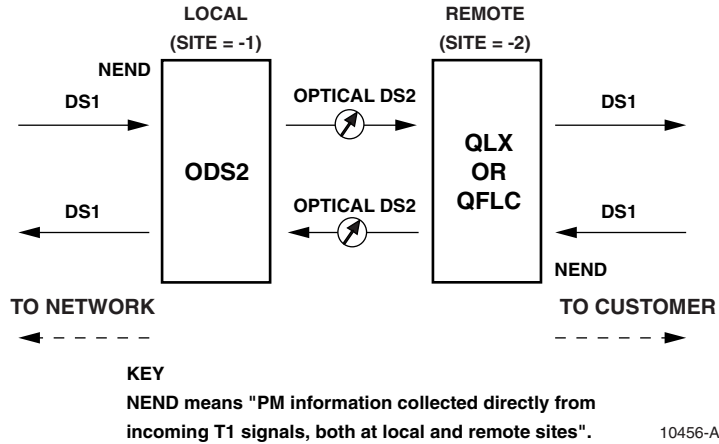 LOCAL
(SITE = -1)
REMOTE
(SITE = -2)
NEND
DS1
OPTICAL DS2
DS1
ODS2
QLX
OR
QFLC
DS1
OPTICAL DS2
DS1
NEND
TO NETWORK
TO CUSTOMER
KEY
NEND means "PM information collected directly from
incoming T1 signals, both at local and remote sites".
10456-A